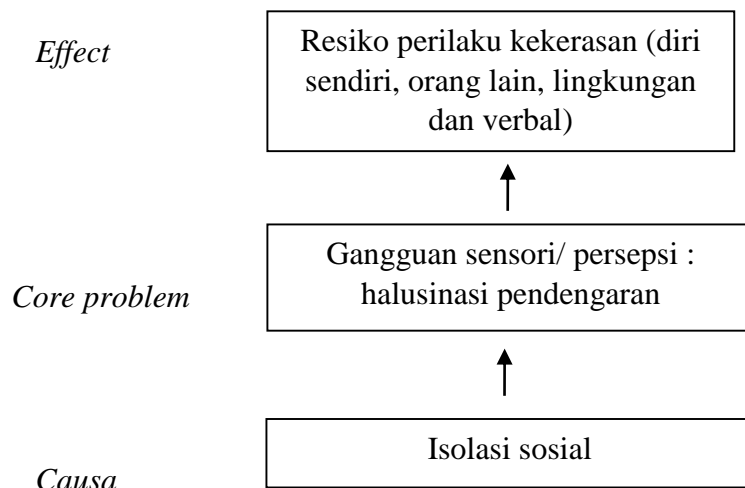 Effect
Resiko perilaku kekerasan (diri
sendiri, orang lain, lingkungan
dan verbal)
Core problem
Gangguan sensori/ persepsi :
halusinasi pendengaran
Isolasi sosial
Causa